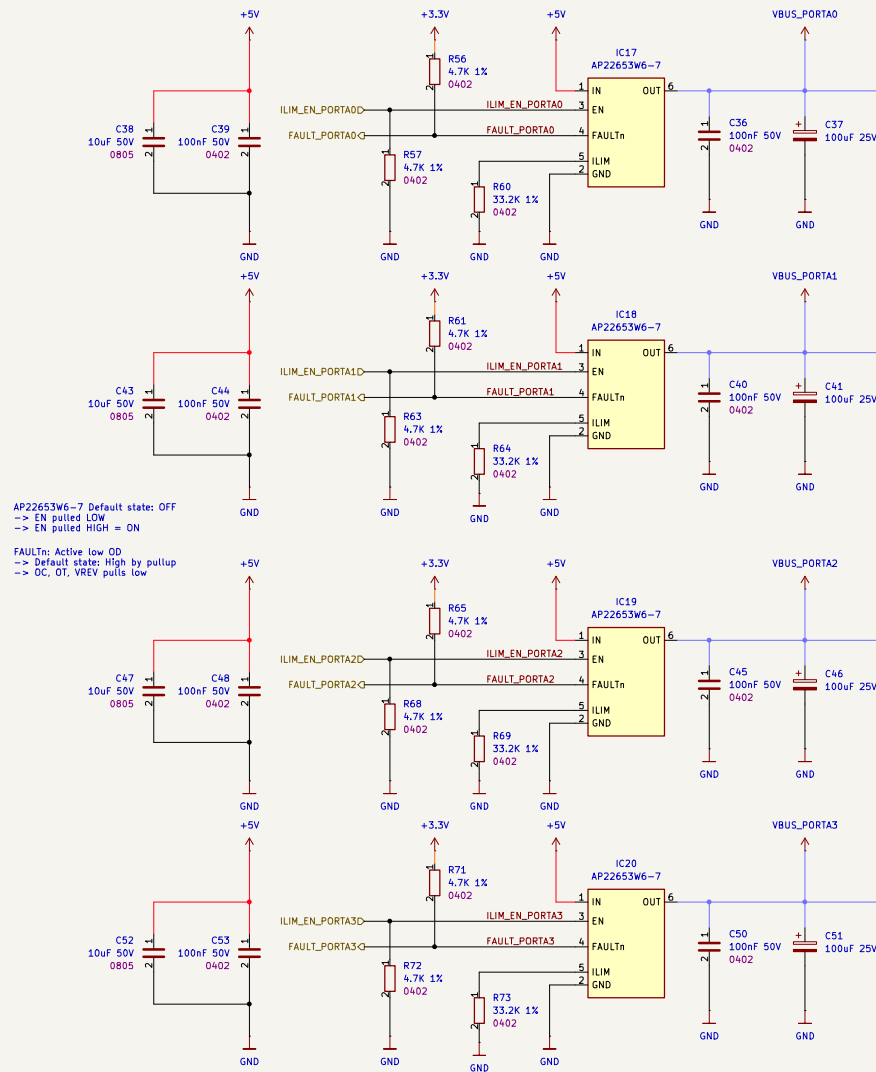 +5V
+3.3V
+5V
VBUS_PORTA0
IC17
AP22653W6-7
R56
4.7K 1%
0402
1 IN
OUT 6
ILIM_EN_PORTA0
ILIM_EN_PORTA0
3 EN
FAULT_PORTA0
FAULT_PORTA0
4 FAULTn
5 ILIM
2 GND
C38
10uF 50V
0805
C39
100nF 50V
0402
R57
4.7K 1%
0402
R60
33.2K 1%
0402
C36
100nF 50V
0402
C37
100uF 25V
GND
GND
GND
GND
GND
GND
+5V
+3.3V
+5V
VBUS_PORTA1
IC18
AP22653W6-7
R61
4.7K 1%
0402
1 IN
OUT 6
ILIM_EN_PORTA1
ILIM_EN_PORTA1
3 EN
FAULT_PORTA1
FAULT_PORTA1
4 FAULTn
5 ILIM
2 GND
C43
10uF 50V
0805
C44
100nF 50V
0402
R63
4.7K 1%
0402
R64
33.2K 1%
0402
C40
100nF 50V
0402
C41
100uF 25V
GND
GND
GND
GND
GND
GND
AP22653W6-7 Default state: OFF
-> EN pulled LOW
-> EN pulled HIGH = ON
FAULTn: Active low OD
-> Default state: High by pullup
-> OC, OT, VREV pulls low
+5V
+3.3V
+5V
VBUS_PORTA2
IC19
AP22653W6-7
R65
4.7K 1%
0402
1 IN
OUT 6
ILIM_EN_PORTA2
ILIM_EN_PORTA2
3 EN
FAULT_PORTA2
FAULT_PORTA2
4 FAULTn
5 ILIM
2 GND
C47
10uF 50V
0805
C48
100nF 50V
0402
R68
4.7K 1%
0402
R69
33.2K 1%
0402
C45
100nF 50V
0402
C46
100uF 25V
GND
GND
GND
GND
GND
GND
+5V
+3.3V
+5V
VBUS_PORTA3
IC20
AP22653W6-7
R71
4.7K 1%
0402
1 IN
OUT 6
ILIM_EN_PORTA3
ILIM_EN_PORTA3
3 EN
FAULT_PORTA3
FAULT_PORTA3
4 FAULTn
5 ILIM
2 GND
C52
10uF 50V
0805
C53
100nF 50V
0402
R72
4.7K 1%
0402
R73
33.2K 1%
0402
C50
100nF 50V
0402
C51
100uF 25V
GND
GND
GND
GND
GND
GND